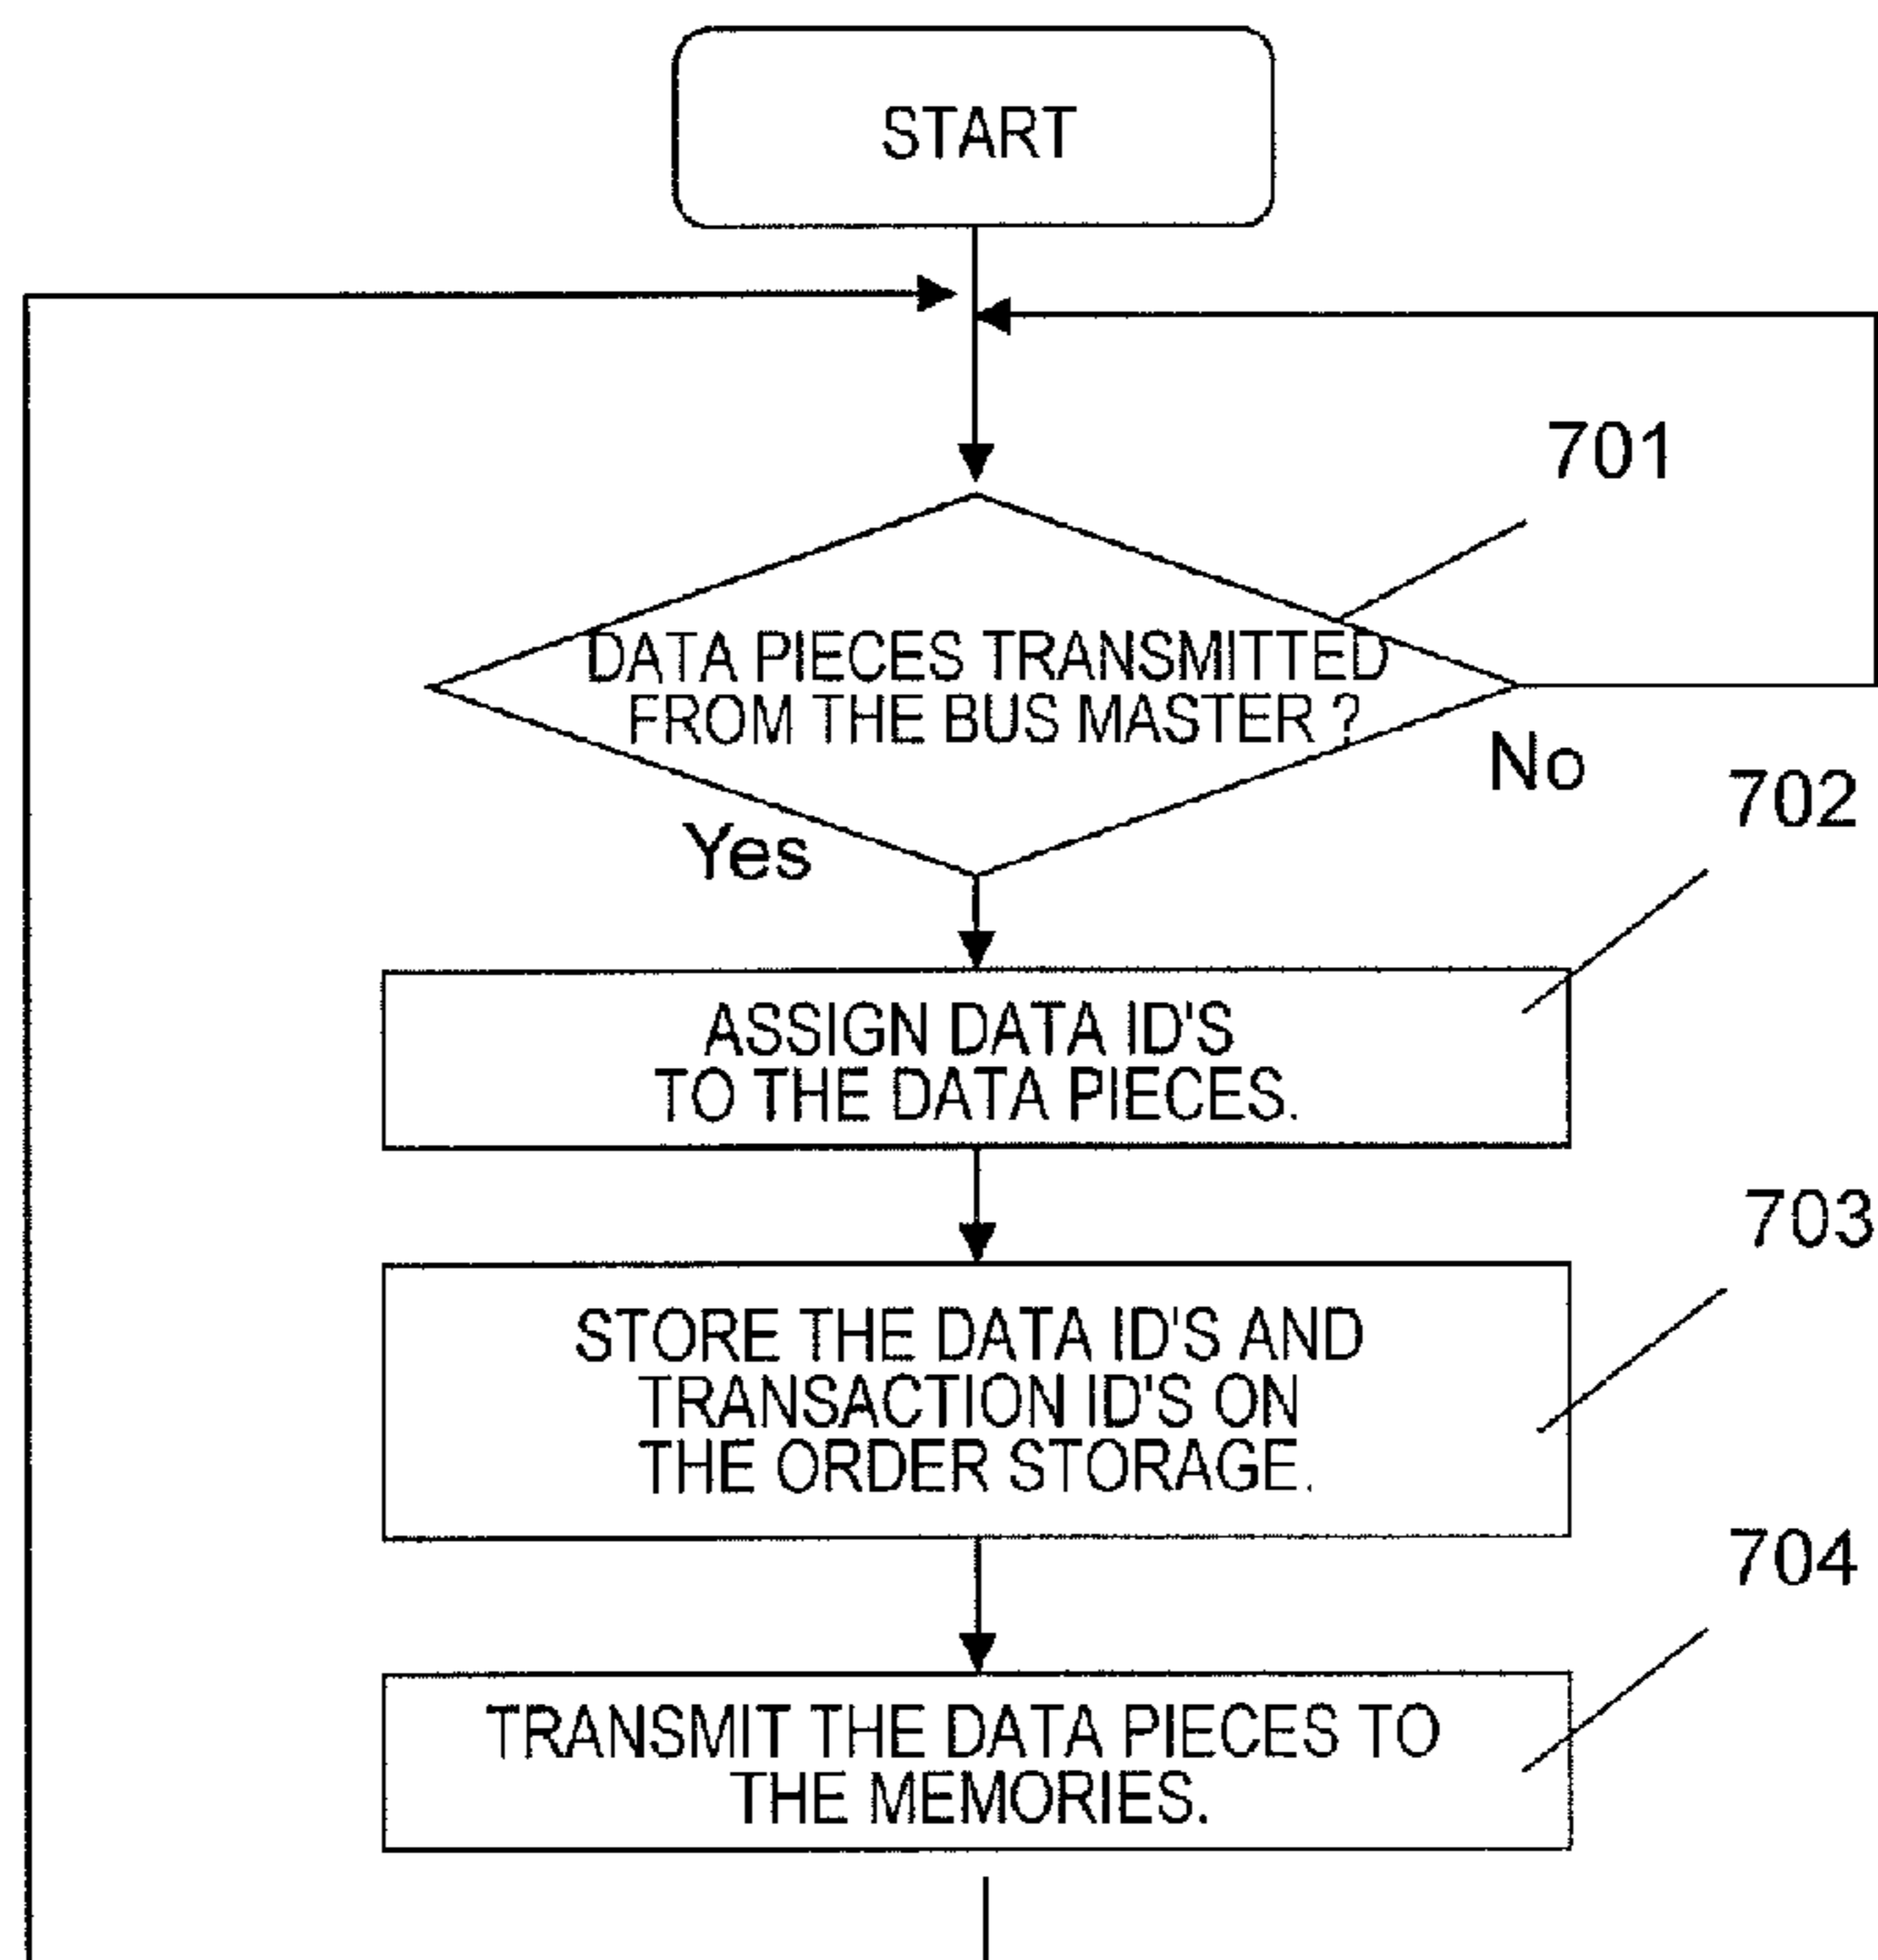 START
701
DATA PIECES TRANSMITTED
FROM THE BUS MASTER ?
No
702
Yes
ASSIGN DATA ID'S
TO THE DATA PIECES.
703
STORE THE DATA ID'S AND
TRANSACTION ID'S ON
THE ORDER STORAGE.
704
TRANSMIT THE DATA PIECES TO
THE MEMORIES.